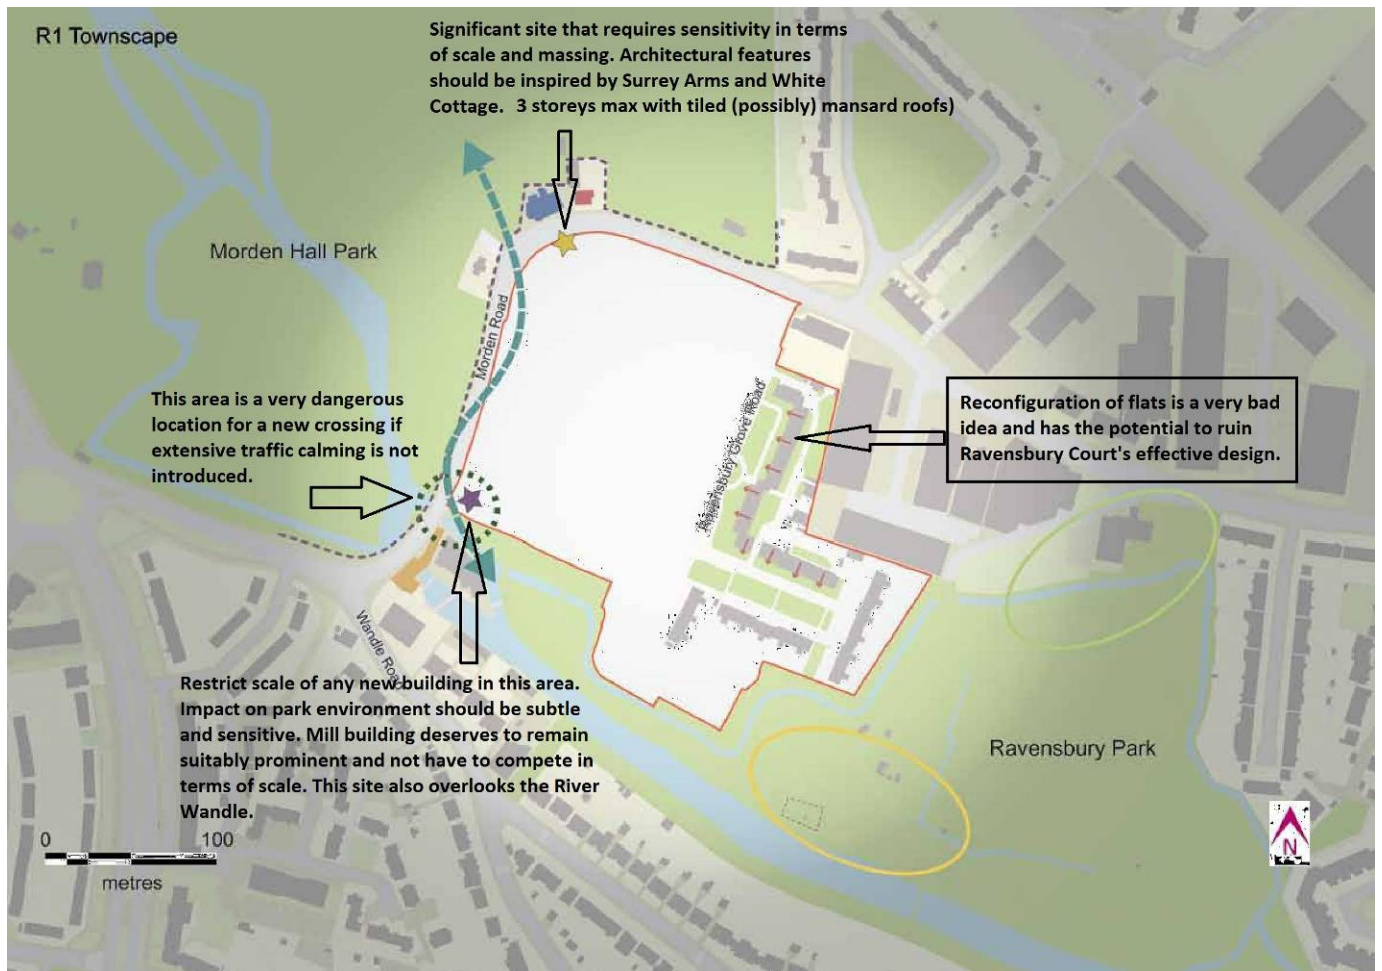 R1 Townscape
Significant site that requires sensitivity in terms
of scale and massing. Architectural features
should be inspired by Surrey Arms and White
Cottage. 3 storeys max with tiled (possibly) mansard roofs)
Morden Hall Park
Morden Road
This area is a very dangerous
location for a new crossing if
extensive traffic calming is not
introduced.
Ravensbury Grove Road
Reconfiguration of flats is a very bad
idea and has the potential to ruin
Ravensbury Court's effective design.
Wandle Road
Restrict scale of any new building in this area.
Impact on park environment should be subtle
and sensitive. Mill building deserves to remain
suitably prominent and not have to compete in
terms of scale. This site also overlooks the River
Wandle.
Ravensbury Park
0 100
metres
N